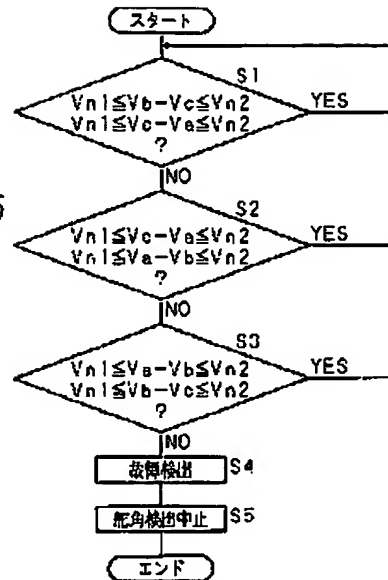 スタート
S1
Vn1≦Vb-Vc≦Vn2
Vn1≦Vc-Va≦Vn2
?
YES
NO
S2
Vn1≦Vc-Va≦Vn2
Vn1≦Va-Vb≦Vn2
?
YES
NO
S3
Vn1≦Va-Vb≦Vn2
Vn1≦Vb-Vc≦Vn2
?
YES
NO
故障検出 S4
舵角検出中止 S5
エンド